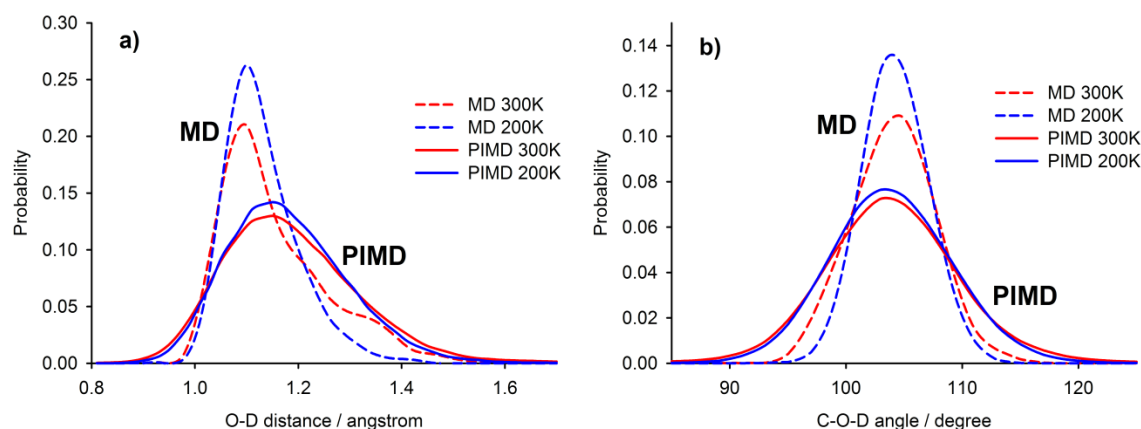 a)
0.30
0.25
0.20
0.15
0.10
0.05
0.00
Probability
0.8
1.0
1.2
1.4
1.6
O-D distance / angstrom
MD
PIMD
MD 300K
MD 200K
PIMD 300K
PIMD 200K
b)
0.14
0.12
0.10
0.08
0.06
0.04
0.02
0.00
Probability
90
100
110
120
C-O-D angle / degree
MD
PIMD
MD 300K
MD 200K
PIMD 300K
PIMD 200K